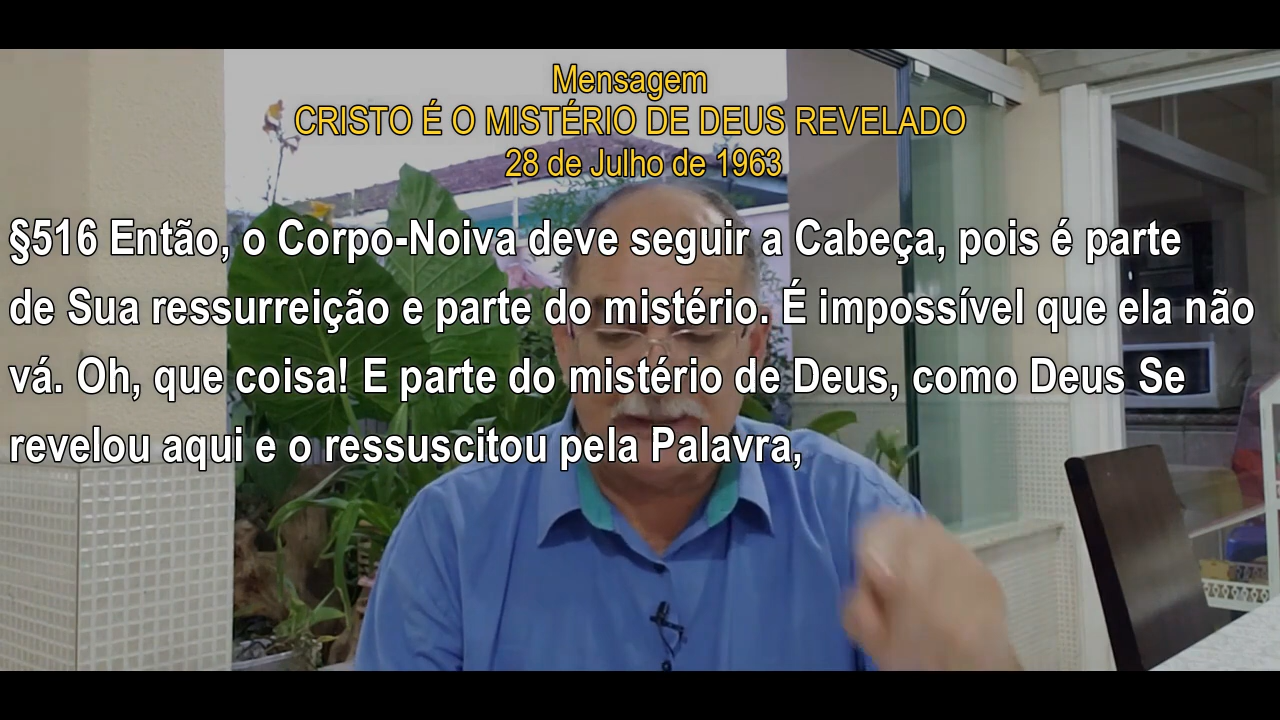 Mensagem
CRISTO É O MISTÉRIO DE DEUS REVELADO
28 de Julho de 1963
§516 Então, o Corpo-Noiva deve seguir a Cabeça, pois é parte
de Sua ressurreição e parte do mistério. É impossível que ela não
vá. Oh, que coisa! E parte do mistério de Deus, como Deus Se
revelou aqui e o ressuscitou pela Palavra,